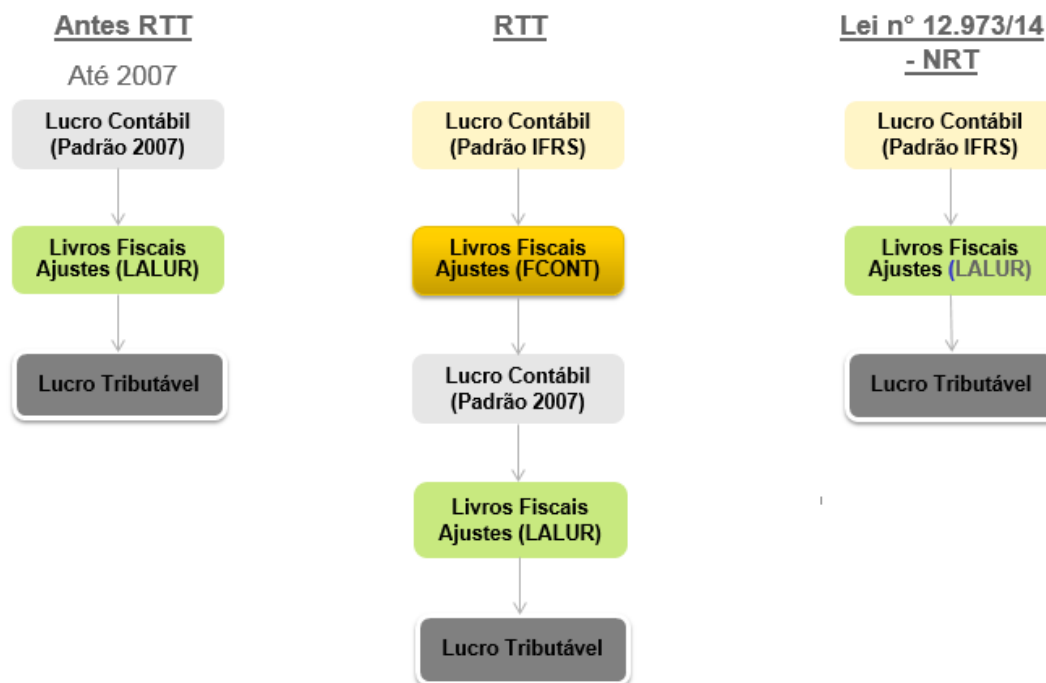 Antes RTT
Até 2007
Lucro Contábil
(Padrão 2007)
Livros Fiscais
Ajustes (LALUR)
Lucro Tributável
RTT
Lucro Contábil
(Padrão IFRS)
Livros Fiscais
Ajustes (FCONT)
Lucro Contábil
(Padrão 2007)
Livros Fiscais
Ajustes (LALUR)
Lucro Tributável
Lei n° 12.973/14
- NRT
Lucro Contábil
(Padrão IFRS)
Livros Fiscais
Ajustes (LALUR)
Lucro Tributável